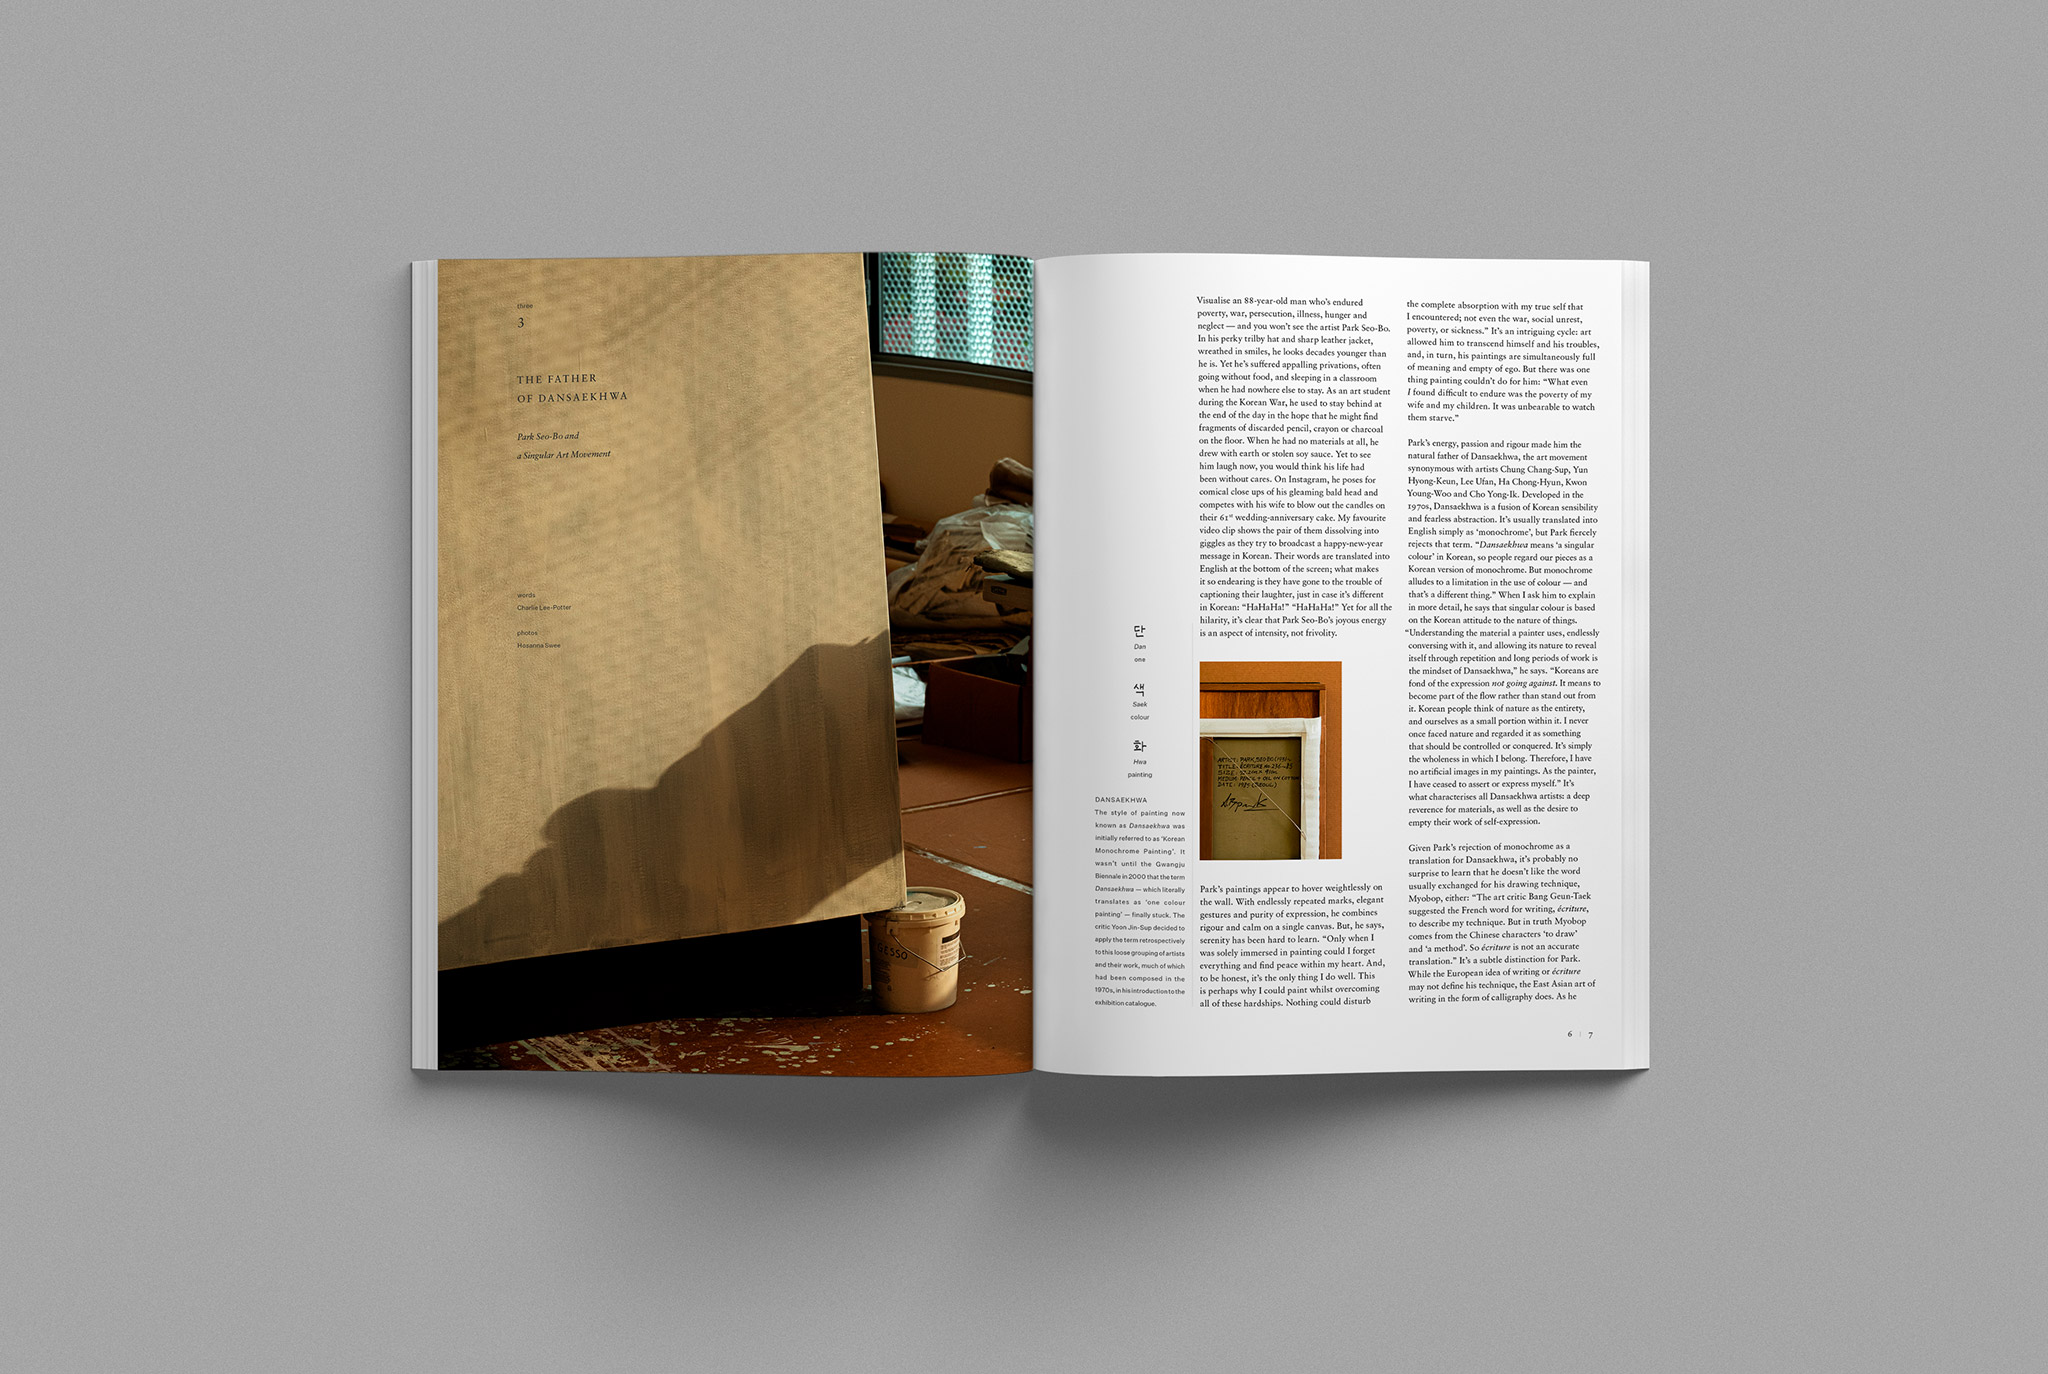 three
3
THE FATHER
OF DANSAEKHWA
Park Seo-Bo and
a Singular Art Movement
words
Charlie Lee-Potter
photos
Hosanna Swee
GESSO
단
Dan
one
색
Saek
colour
화
Hwa
painting
DANSAEKHWA
The style of painting now
known as Dansaekhwa was
initially referred to as ‘Korean
Monochrome Painting’. It
wasn’t until the Gwangju
Biennale in 2000 that the term
Dansaekhwa — which literally
translates as ‘one colour
painting’ — finally stuck. The
critic Yoon Jin-Sup decided to
apply the term retrospectively
to this loose grouping of artists
and their work, much of which
had been composed in the
1970s, in his introduction to the
exhibition catalogue.
Visualise an 88-year-old man who’s endured
poverty, war, persecution, illness, hunger and
neglect — and you won’t see the artist Park Seo-Bo.
In his perky trilby hat and sharp leather jacket,
wreathed in smiles, he looks decades younger than
he is. Yet he’s suffered appalling privations, often
going without food, and sleeping in a classroom
when he had nowhere else to stay. As an art student
during the Korean War, he used to stay behind at
the end of the day in the hope that he might find
fragments of discarded pencil, crayon or charcoal
on the floor. When he had no materials at all, he
drew with earth or stolen soy sauce. Yet to see
him laugh now, you would think his life had
been without cares. On Instagram, he poses for
comical close ups of his gleaming bald head and
competes with his wife to blow out the candles on
their 61st wedding-anniversary cake. My favourite
video clip shows the pair of them dissolving into
giggles as they try to broadcast a happy-new-year
message in Korean. Their words are translated into
English at the bottom of the screen; what makes
it so endearing is they have gone to the trouble of
captioning their laughter, just in case it’s different
in Korean: “HaHaHa!” “HaHaHa!” Yet for all the
hilarity, it’s clear that Park Seo-Bo’s joyous energy
is an aspect of intensity, not frivolity.
ARTIST: PARK SEO BO (1931-
TITLE: ECRITURE No.236-85
MEDIUM: PENCIL + OIL ON COTTON
DATE: 1985 (SEOUL)
Park’s paintings appear to hover weightlessly on
the wall. With endlessly repeated marks, elegant
gestures and purity of expression, he combines
rigour and calm on a single canvas. But, he says,
serenity has been hard to learn. “Only when I
was solely immersed in painting could I forget
everything and find peace within my heart. And,
to be honest, it’s the only thing I do well. This
is perhaps why I could paint whilst overcoming
all of these hardships. Nothing could disturb
the complete absorption with my true self that
I encountered; not even the war, social unrest,
poverty, or sickness.” It’s an intriguing cycle: art
allowed him to transcend himself and his troubles,
and, in turn, his paintings are simultaneously full
of meaning and empty of ego. But there was one
thing painting couldn’t do for him: “What even
I found difficult to endure was the poverty of my
wife and my children. It was unbearable to watch
them starve.”
Park’s energy, passion and rigour made him the
natural father of Dansaekhwa, the art movement
synonymous with artists Chung Chang-Sup, Yun
Hyong-Keun, Lee Ufan, Ha Chong-Hyun, Kwon
Young-Woo and Cho Yong-Ik. Developed in the
1970s, Dansaekhwa is a fusion of Korean sensibility
and fearless abstraction. It’s usually translated into
English simply as ‘monochrome’, but Park fiercely
rejects that term. “Dansaekhwa means ‘a singular
colour’ in Korean, so people regard our pieces as a
Korean version of monochrome. But monochrome
alludes to a limitation in the use of colour — and
that’s a different thing.” When I ask him to explain
in more detail, he says that singular colour is based
on the Korean attitude to the nature of things.
“Understanding the material a painter uses, endlessly
conversing with it, and allowing its nature to reveal
itself through repetition and long periods of work is
the mindset of Dansaekhwa,” he says. “Koreans are
fond of the expression not going against. It means to
become part of the flow rather than stand out from
it. Korean people think of nature as the entirety,
and ourselves as a small portion within it. I never
once faced nature and regarded it as something
that should be controlled or conquered. It’s simply
the wholeness in which I belong. Therefore, I have
no artificial images in my paintings. As the painter,
I have ceased to assert or express myself.” It’s
what characterises all Dansaekhwa artists: a deep
reverence for materials, as well as the desire to
empty their work of self-expression.
Given Park’s rejection of monochrome as a
translation for Dansaekhwa, it’s probably no
surprise to learn that he doesn’t like the word
usually exchanged for his drawing technique,
Myobop, either: “The art critic Bang Geun-Taek
suggested the French word for writing, écriture,
to describe my technique. But in truth Myobop
comes from the Chinese characters ‘to draw’
and ‘a method’. So écriture is not an accurate
translation.” It’s a subtle distinction for Park.
While the European idea of writing or écriture
may not define his technique, the East Asian art of
writing in the form of calligraphy does. As he
6 | 7